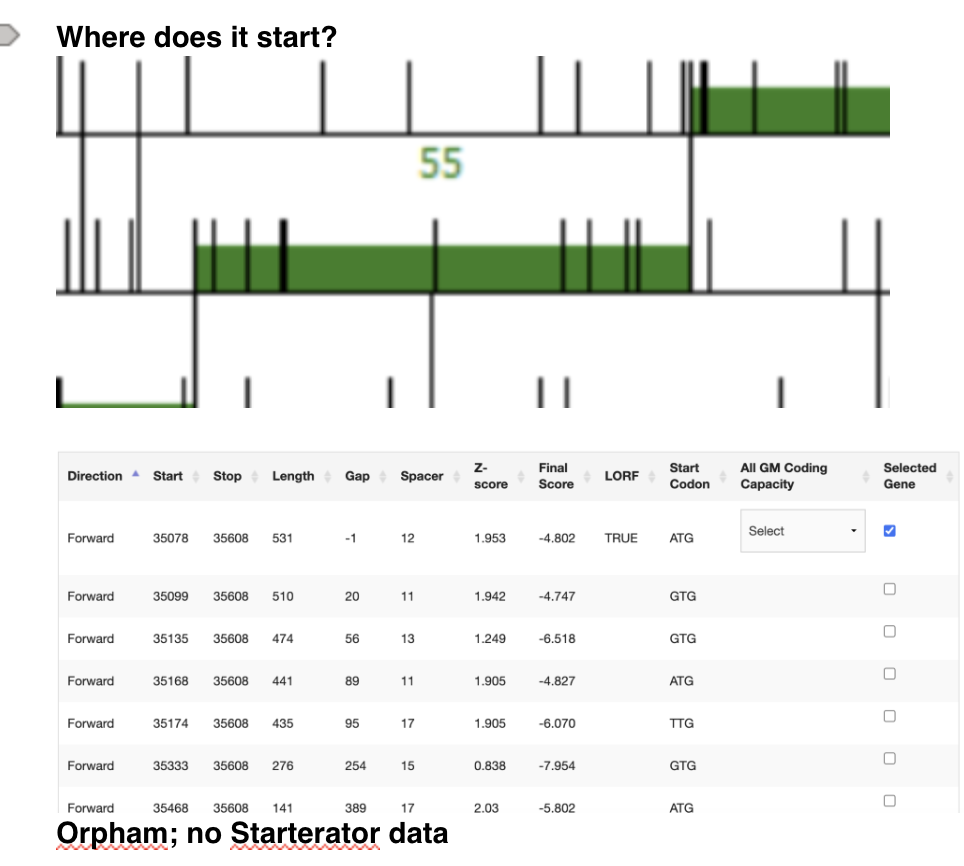 Where does it start?
55
Direction Start Stop Length Gap Spacer Z-score Final Score LORF Start Codon All GM Coding Capacity Selected Gene
Forward 35078 35608 531 -1 12 1.953 -4.802 TRUE ATG Select
Forward 35099 35608 510 20 11 1.942 -4.747 GTG
Forward 35135 35608 474 56 13 1.249 -6.518 GTG
Forward 35168 35608 441 89 11 1.905 -4.827 ATG
Forward 35174 35608 435 95 17 1.905 -6.070 TTG
Forward 35333 35608 276 254 15 0.838 -7.954 GTG
Forward 35468 35608 141 389 17 2.03 -5.802 ATG
Orpham; no Starterator data